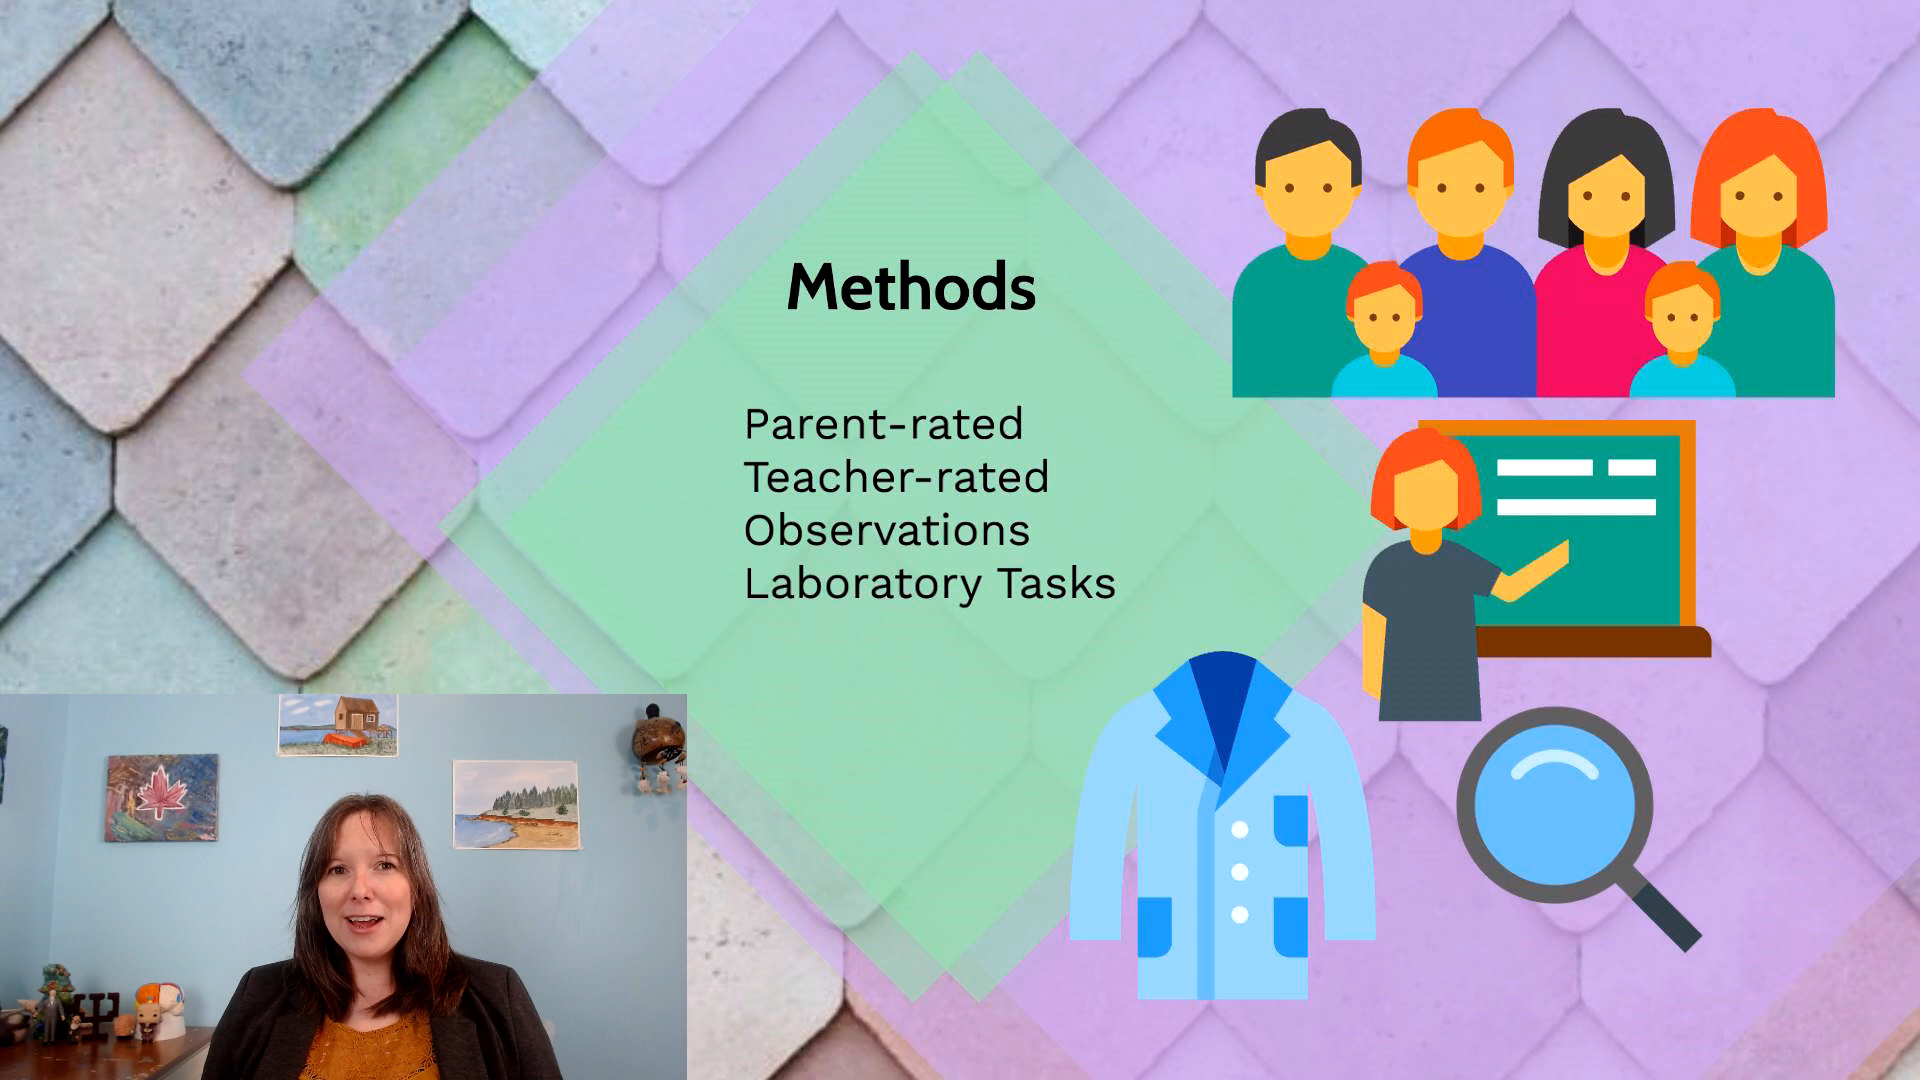 Methods
Parent-rated
Teacher-rated
Observations
Laboratory Tasks